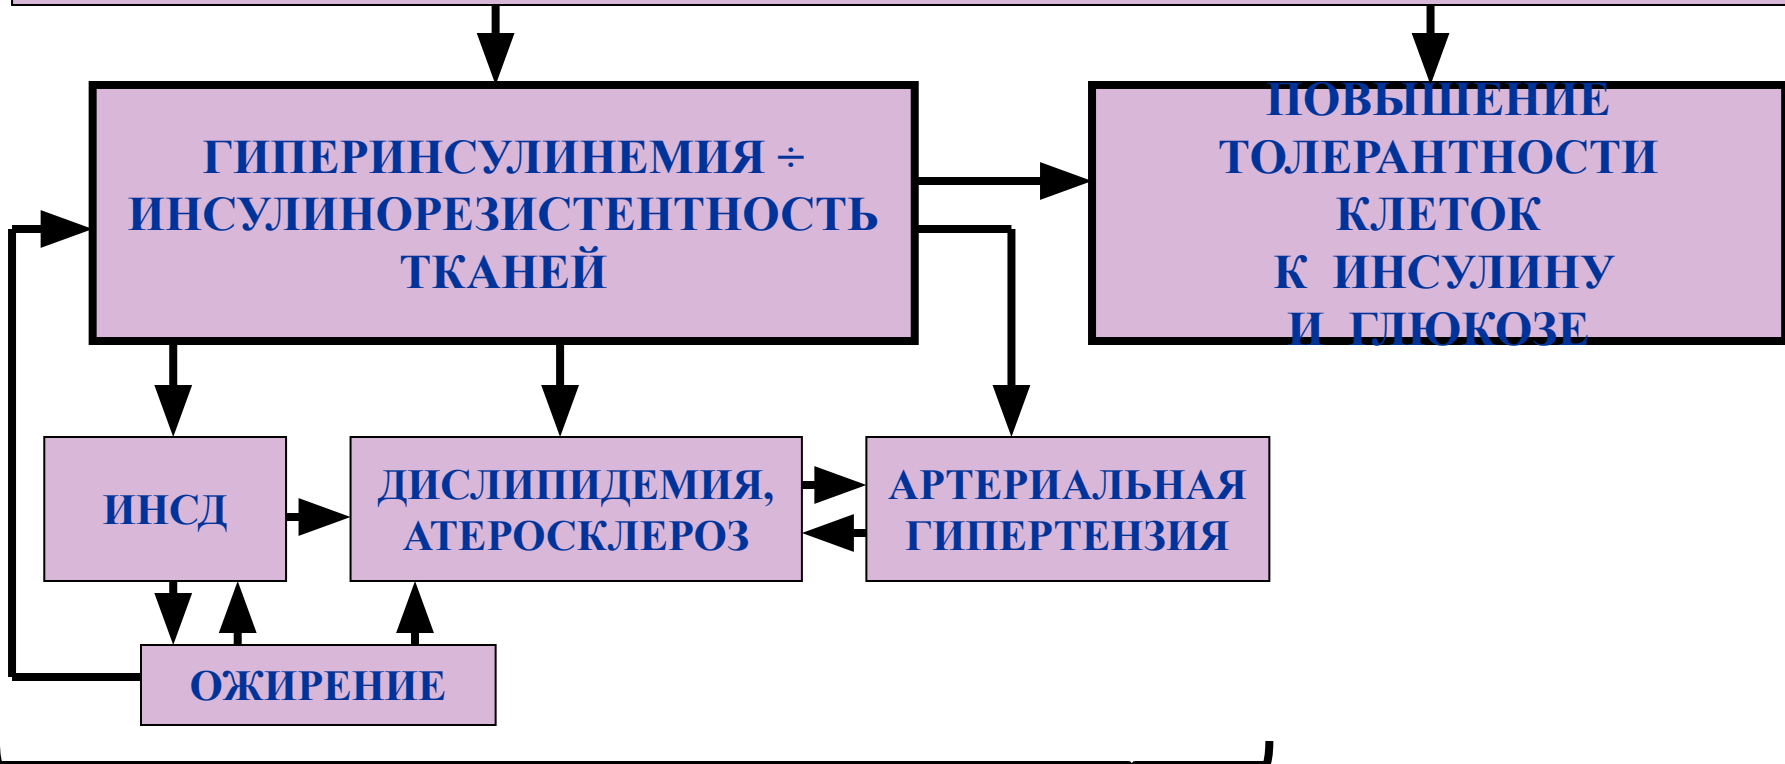 ГИПЕРИНСУЛИНЕМИЯ ÷
ИНСУЛИНОРЕЗИСТЕНТНОСТЬ
ТКАНЕЙ
ПОВЫШЕНИЕ
ТОЛЕРАНТНОСТИ
КЛЕТОК
К ИНСУЛИНУ
И ГЛЮКОЗЕ
ИНСД
ДИСЛИПИДЕМИЯ,
АТЕРОСКЛЕРОЗ
АРТЕРИАЛЬНАЯ
ГИПЕРТЕНЗИЯ
ОЖИРЕНИЕ